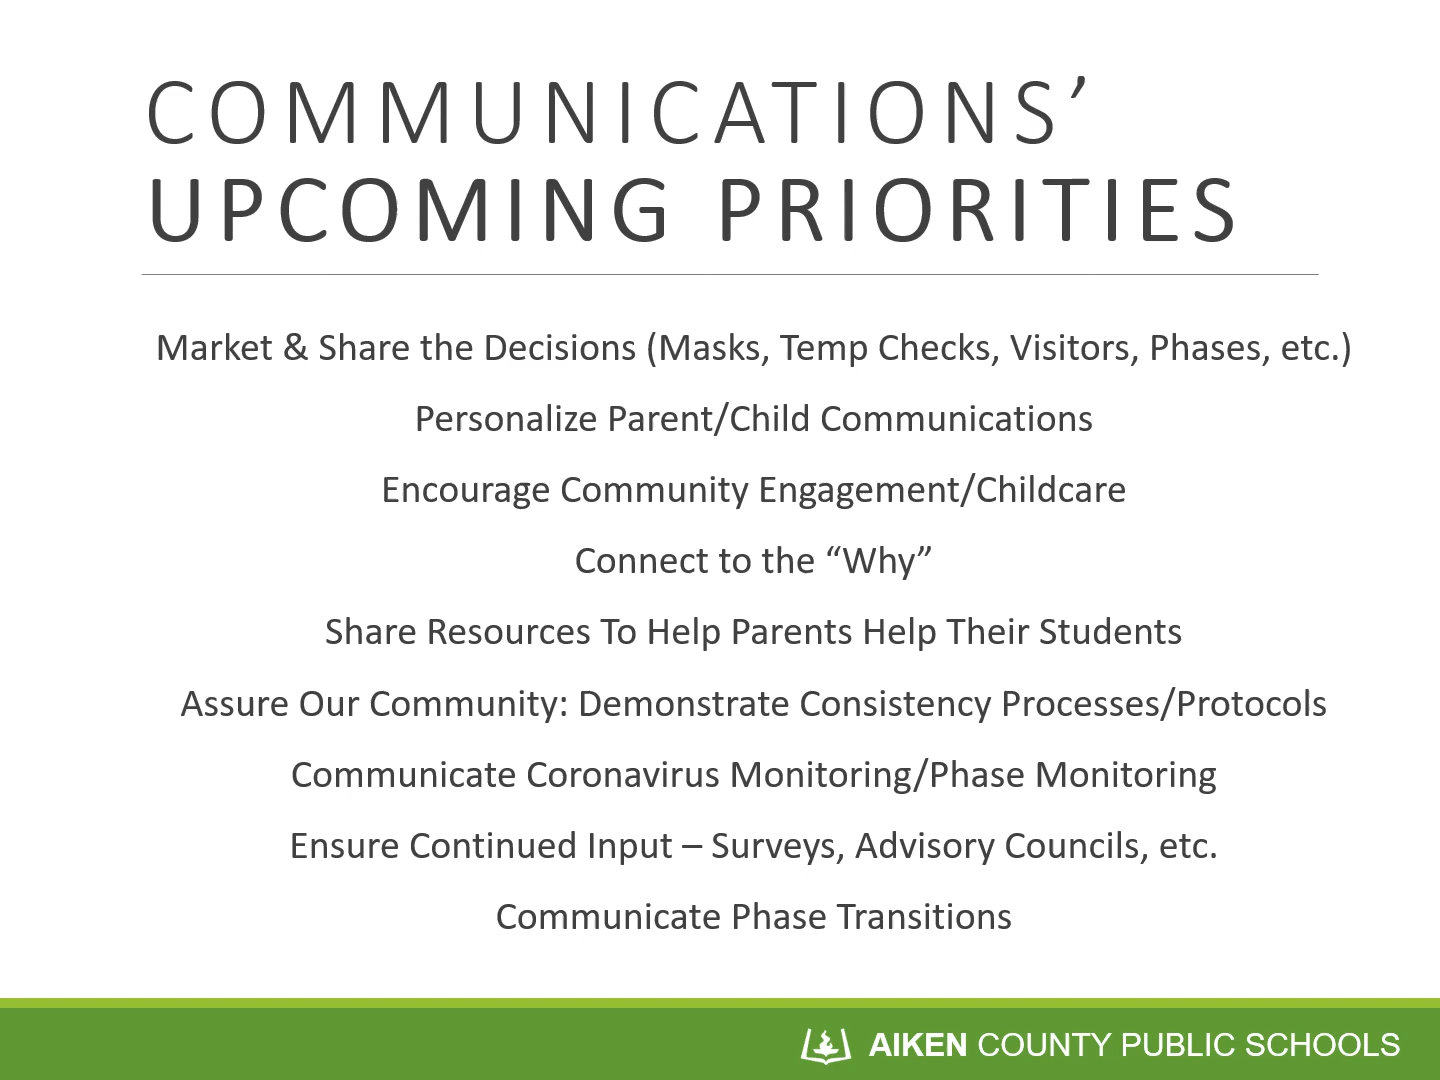 COMMUNICATIONS’
UPCOMING PRIORITIES
Market & Share the Decisions (Masks, Temp Checks, Visitors, Phases, etc.)
Personalize Parent/Child Communications
Encourage Community Engagement/Childcare
Connect to the “Why”
Share Resources To Help Parents Help Their Students
Assure Our Community: Demonstrate Consistency Processes/Protocols
Communicate Coronavirus Monitoring/Phase Monitoring
Ensure Continued Input – Surveys, Advisory Councils, etc.
Communicate Phase Transitions
AIKEN COUNTY PUBLIC SCHOOLS